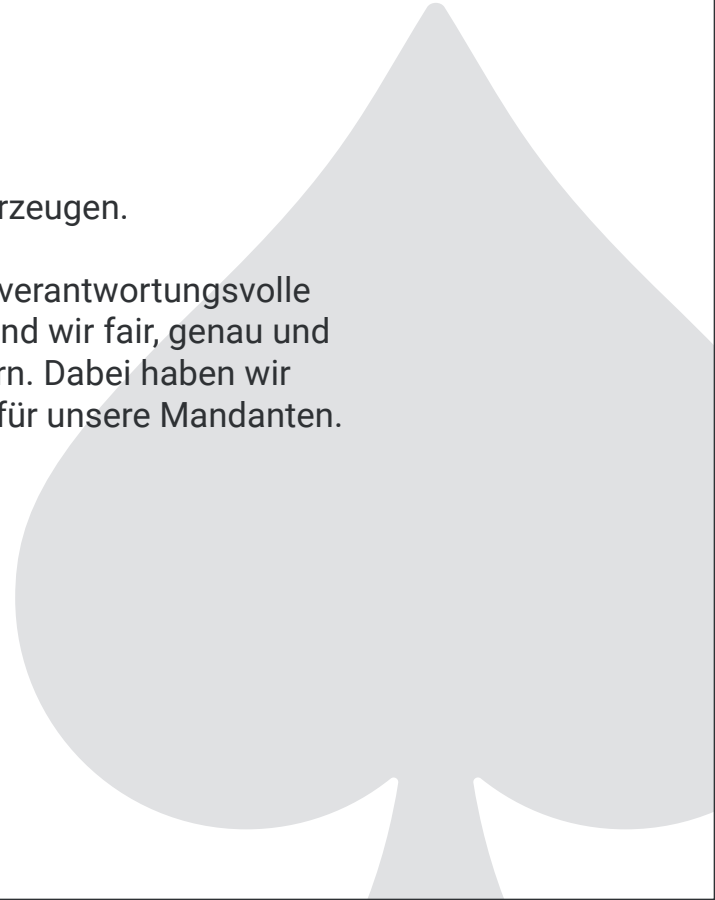 rzeugen.
verantwortungsvolle
nd wir fair, genau und
rn. Dabei haben wir
für unsere Mandanten.